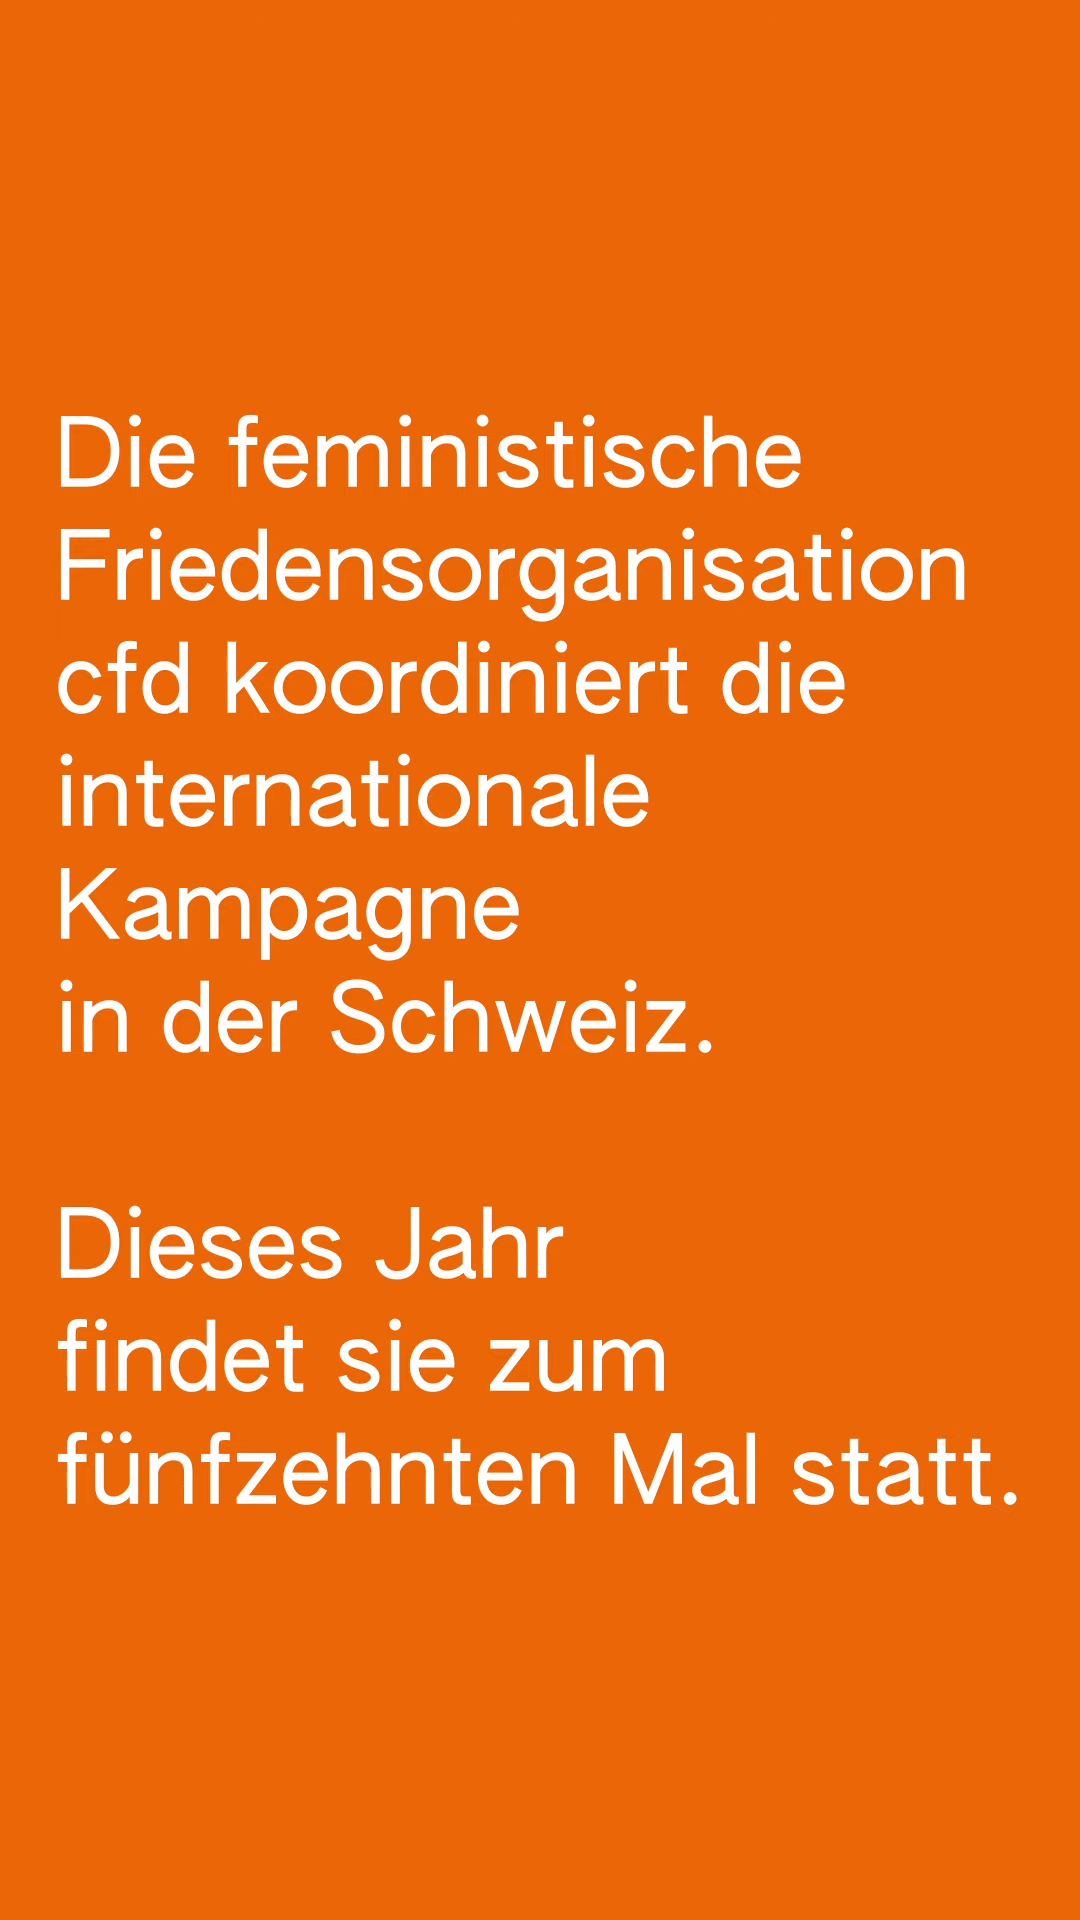 Die feministische
Friedensorganisation
cfd koordiniert die
internationale
Kampagne
in der Schweiz.
Dieses Jahr
findet sie zum
fünfzehnten Mal statt.